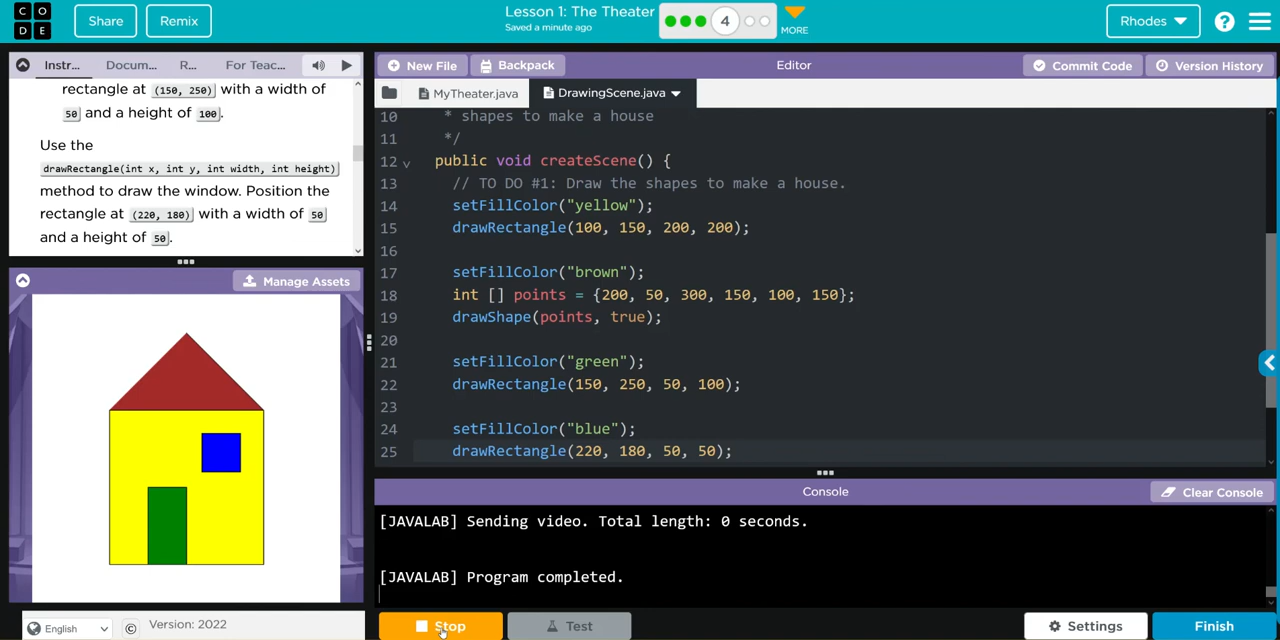 C O
D E
Share
Remix
Lesson 1: The Theater
Saved a minute ago
4
MORE
Rhodes
?
Instr...
Docum...
R...
For Teac...
New File
Backpack
Editor
Commit Code
Version History
MyTheater.java
DrawingScene.java
rectangle at (150, 250) with a width of
50 and a height of 100.
Use the
drawRectangle(int x, int y, int width, int height)
method to draw the window. Position the
rectangle at (220, 180) with a width of 50
and a height of 50.
Manage Assets
10 * shapes to make a house
11 */
12 public void createScene() {
13 // TO DO #1: Draw the shapes to make a house.
14 setFillColor("yellow");
15 drawRectangle(100, 150, 200, 200);
16
17 setFillColor("brown");
18 int [] points = {200, 50, 300, 150, 100, 150};
19 drawShape(points, true);
20
21 setFillColor("green");
22 drawRectangle(150, 250, 50, 100);
23
24 setFillColor("blue");
25 drawRectangle(220, 180, 50, 50);
Console
Clear Console
[JAVALAB] Sending video. Total length: 0 seconds.
[JAVALAB] Program completed.
English
©
Version: 2022
Stop
Test
Settings
Finish